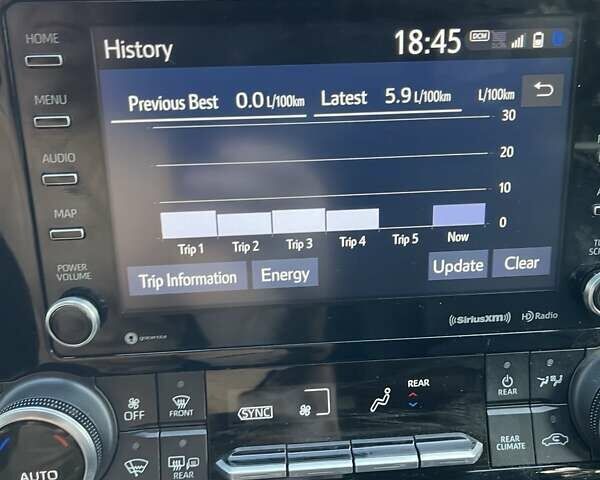 HOME
MENU
AUDIO
MAP
POWER
VOLUME
History
18:45
DCM
Previous Best 0.0 L/100km
Latest 5.9 L/100km
L/100km
30
20
10
0
Trip 1 Trip 2 Trip 3 Trip 4 Trip 5 Now
Trip Information Energy Update Clear
gracenote
SiriusXM HD Radio
OFF
FRONT
SYNC
REAR
REAR
REAR
REAR
CLIMATE
AUTO